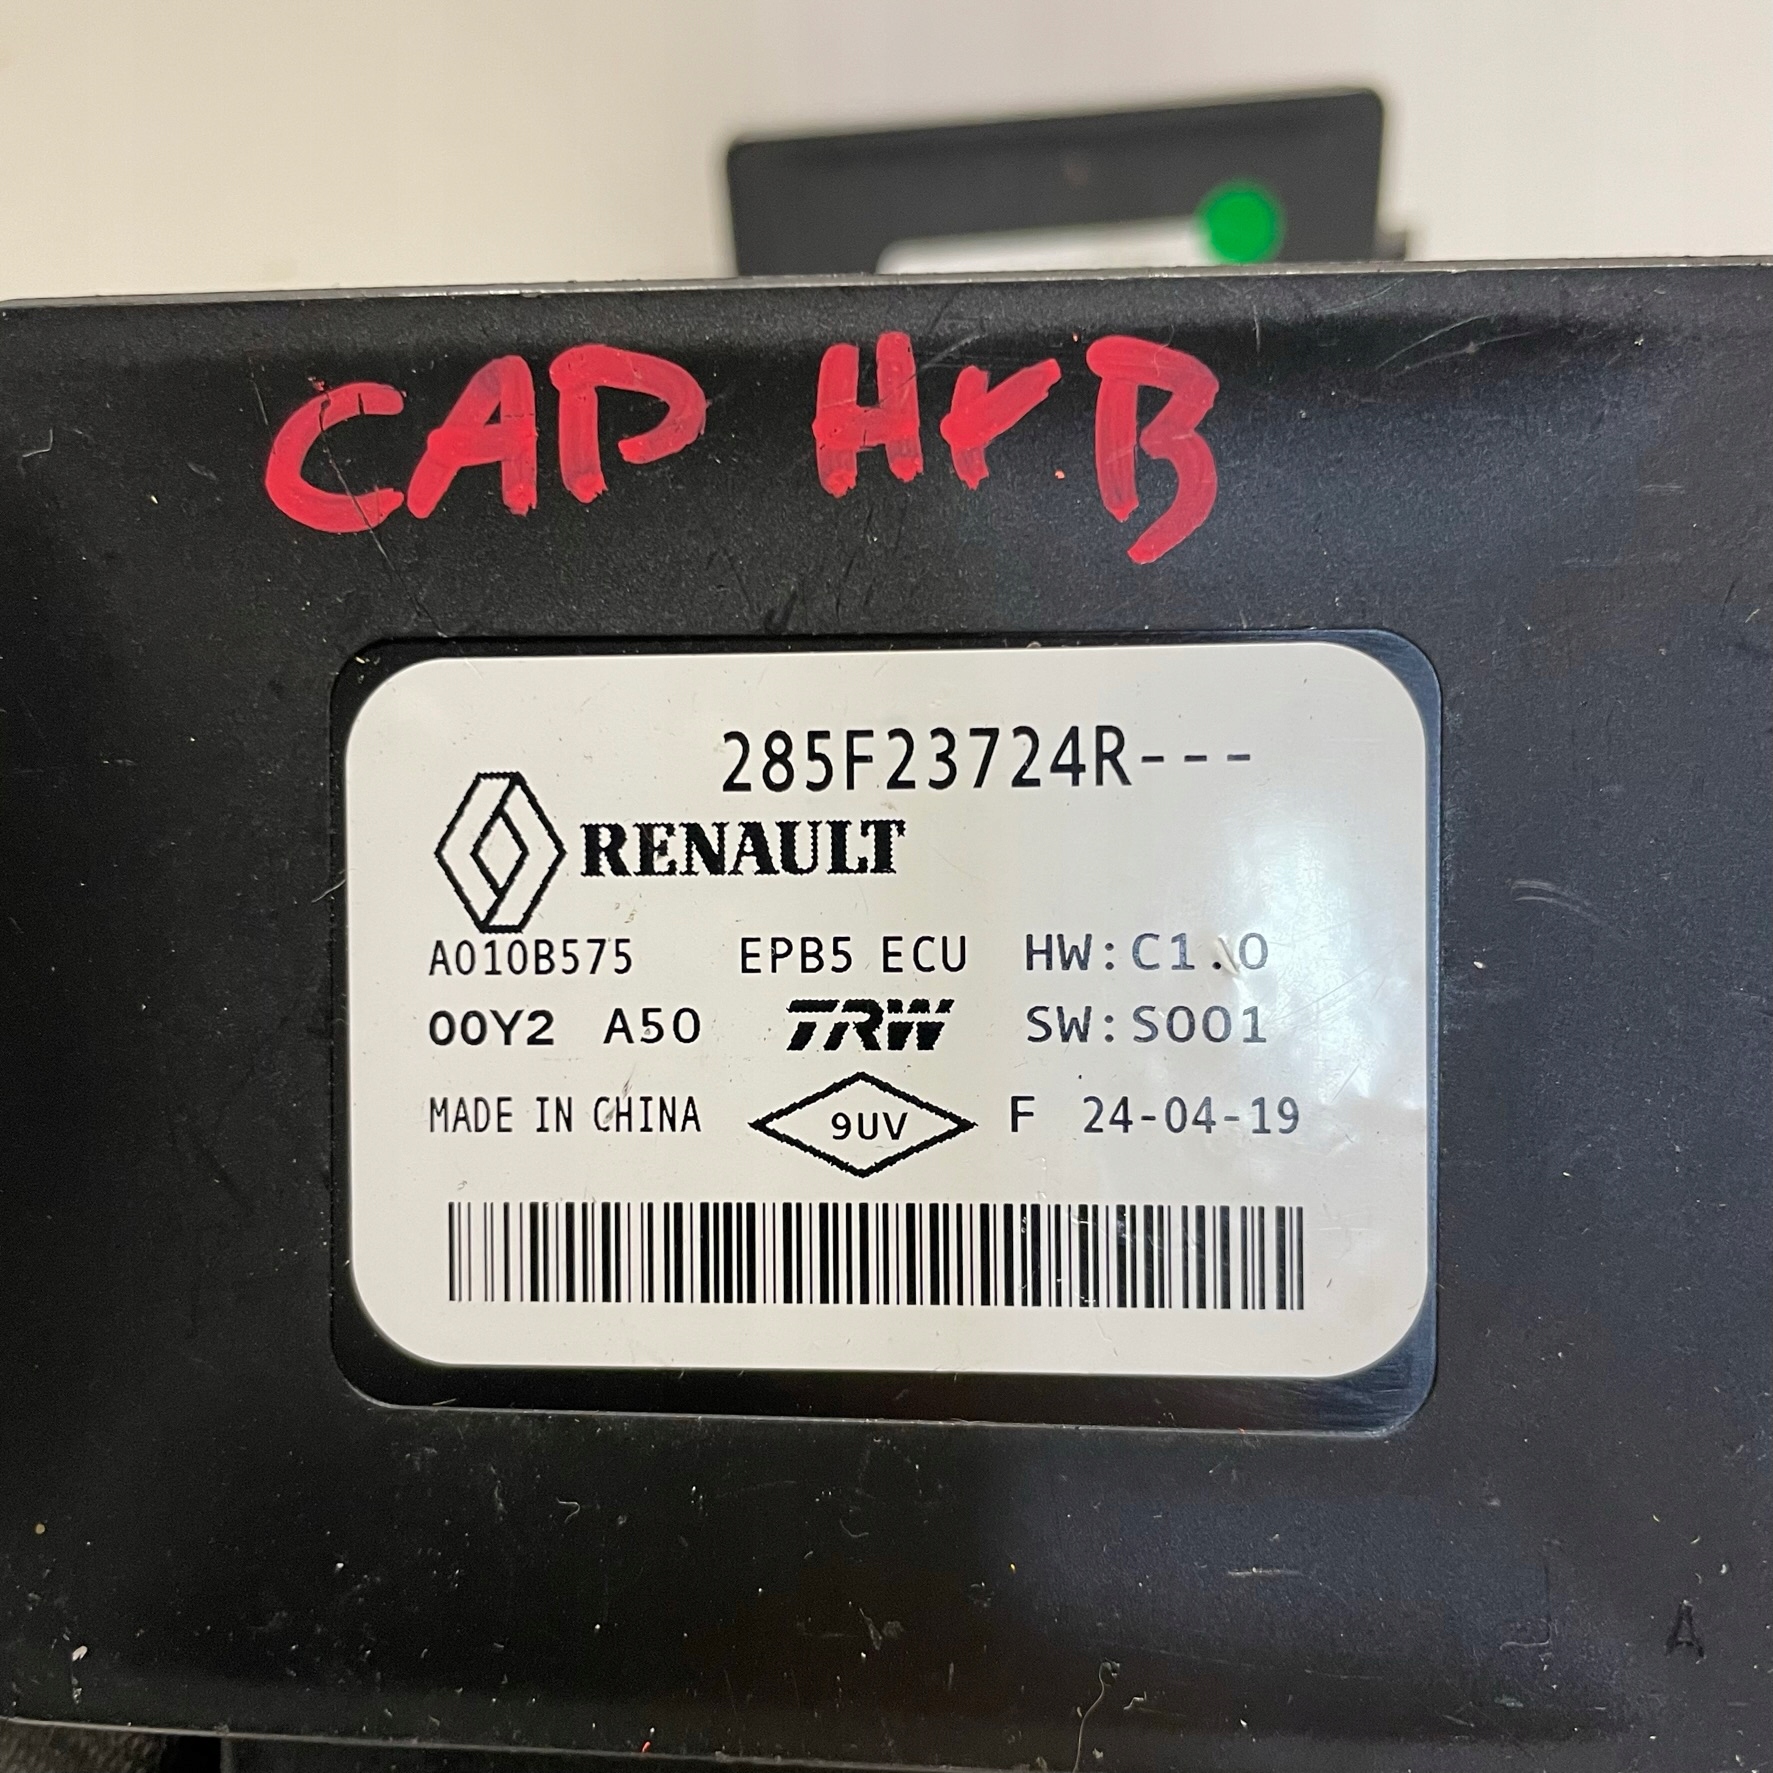 CAP HYB
285F23724R---
RENAULT
A010B575 EPB5 ECU HW:C1.0
00Y2 A50 TRW SW:S001
MADE IN CHINA 9UV F 24-04-19
A